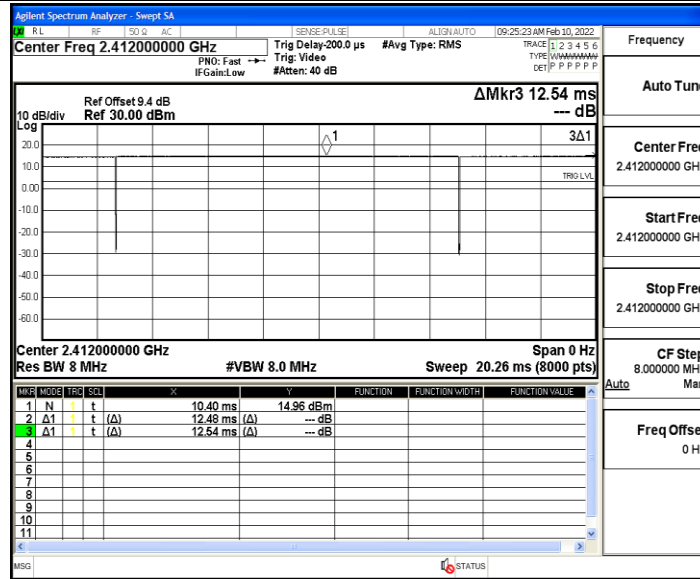 Agilent Spectrum Analyzer - Swept SA
RL RF 50 Ω AC SENSE:PULSE ALIGN AUTO 09:25:23 AM Feb 10, 2022
Center Freq 2.412000000 GHz Trig Delay-200.0 µs #Avg Type: RMS TRACE 1 2 3 4 5 6
PNO: Fast Trig: Video TYPE WWWWWW
IFGain:Low #Atten: 40 dB DET P P P P P P
ΔMkr3 12.54 ms
--- dB
Ref Offset 9.4 dB
10 dB/div Ref 30.00 dBm
Log
1 3Δ1
20.0
10.0
TRIG LVL
0.00
-10.0
-20.0
-30.0
-40.0
-50.0
-60.0
Center 2.412000000 GHz Span 0 Hz
Res BW 8 MHz #VBW 8.0 MHz Sweep 20.26 ms (8000 pts)
MKR MODE TRC SCL X Y FUNCTION FUNCTION WIDTH FUNCTION VALUE
1 N 1 t 10.40 ms 14.96 dBm
2 Δ1 1 t (Δ) 12.48 ms (Δ) --- dB
3 Δ1 1 t (Δ) 12.54 ms (Δ) --- dB
4
5
6
7
8
9
10
11
MSG STATUS
Frequency
Auto Tun
Center Fre
2.412000000 GH
Start Fre
2.412000000 GH
Stop Fre
2.412000000 GH
CF Step
8.000000 MH
Auto Ma
Freq Offse
0 H